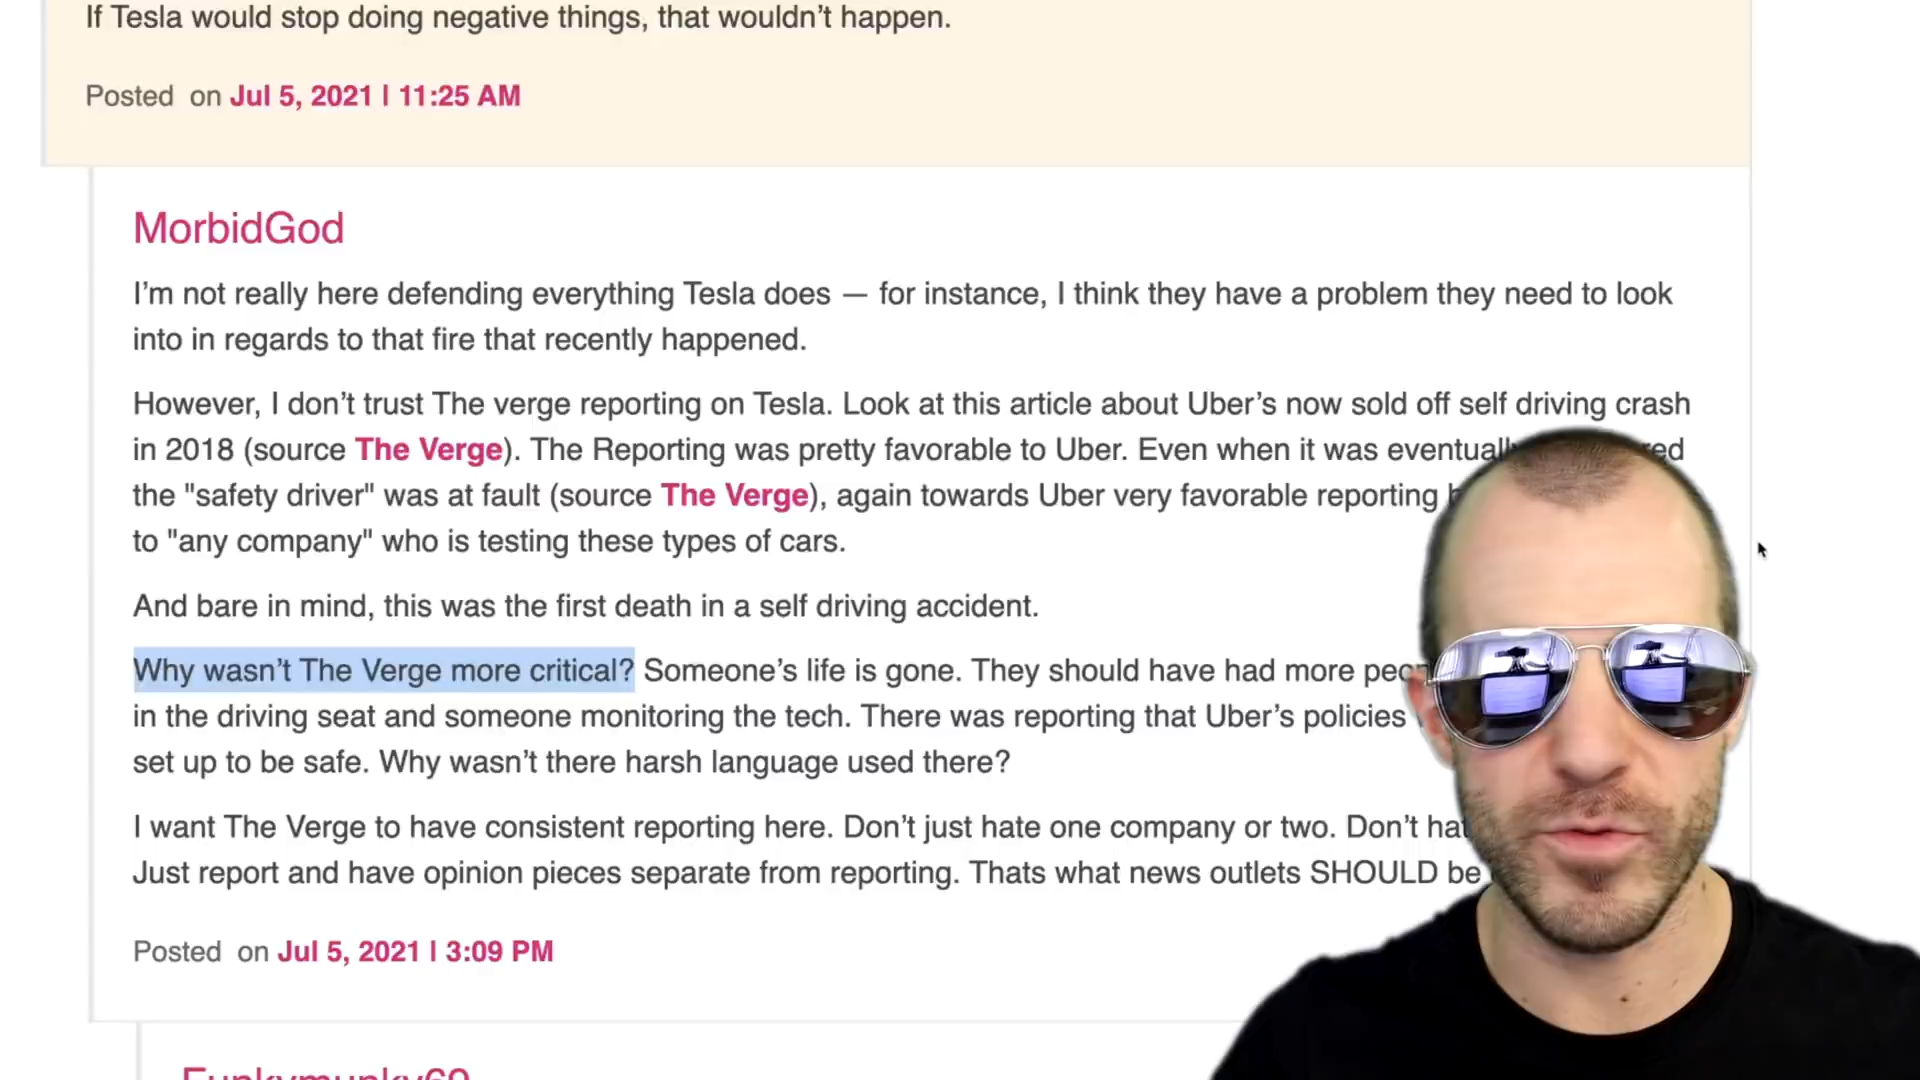 If Tesla would stop doing negative things, that wouldn’t happen.
Posted on Jul 5, 2021 | 11:25 AM
MorbidGod
I’m not really here defending everything Tesla does — for instance, I think they have a problem they need to look
into in regards to that fire that recently happened.
However, I don’t trust The verge reporting on Tesla. Look at this article about Uber’s now sold off self driving crash
in 2018 (source The Verge). The Reporting was pretty favorable to Uber. Even when it was
the "safety driver" was at fault (source The Verge), again towards Uber very favorable reporting
to "any company" who is testing these types of cars.
And bare in mind, this was the first death in a self driving accident.
Why wasn’t The Verge more critical? Someone’s life is gone. They should have had more
in the driving seat and someone monitoring the tech. There was reporting that Uber’s policies
set up to be safe. Why wasn’t there harsh language used there?
I want The Verge to have consistent reporting here. Don’t just hate one company or two. Don’t
Just report and have opinion pieces separate from reporting. Thats what news outlets SHOULD be
Posted on Jul 5, 2021 | 3:09 PM